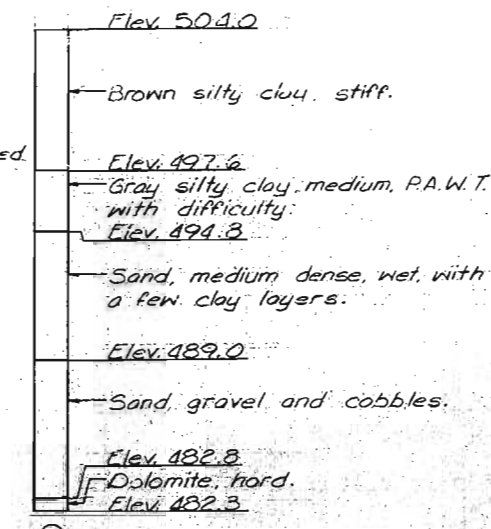 Elev. 504.0
Brown silty clay, stiff.
ed.
Elev. 497.6
Gray silty clay, medium, P.A.W.T.
with difficulty.
Elev. 494.8
Sand, medium dense, wet, with
a few clay layers.
Elev. 489.0
Sand, gravel and cobbles.
Elev. 482.8
Dolomite, hard.
Elev. 482.3